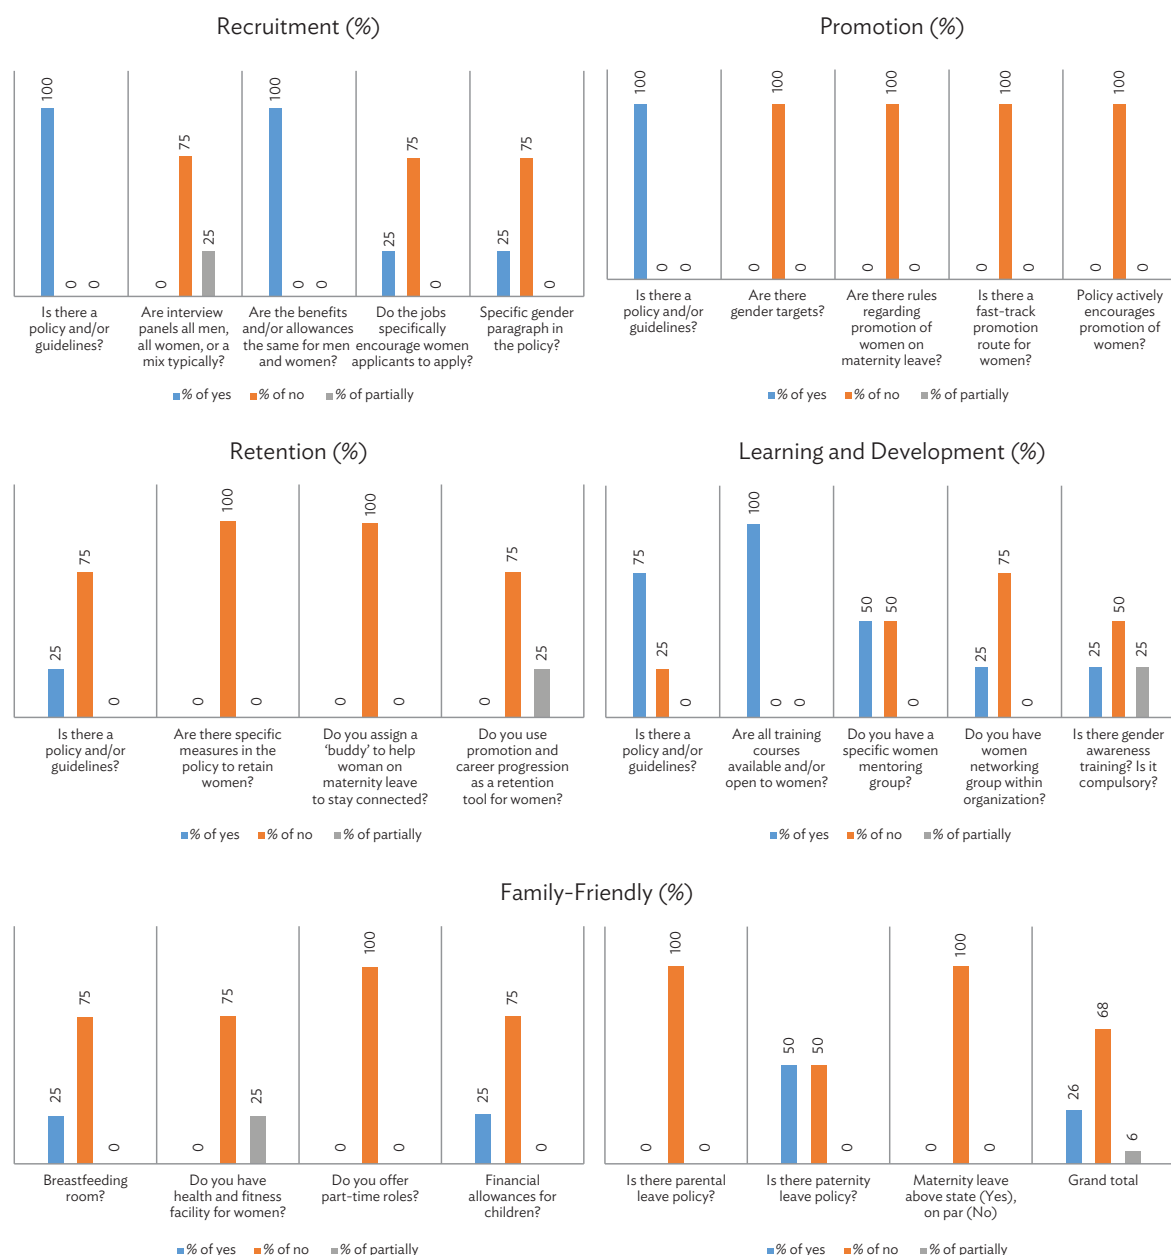 Recruitment (%)
100
0
0
0
75
25
100
0
0
25
75
0
25
75
0
Is there a
policy and/or
guidelines?
Are interview
panels all men,
all women, or a
mix typically?
Are the benefits
and/or allowances
the same for men
and women?
Do the jobs
specifically
encourage women
applicants to apply?
Specific gender
paragraph in
the policy?
% of yes % of no % of partially
Promotion (%)
100
0
0
0
100
0
0
100
0
0
100
0
0
100
0
Is there a
policy and/or
guidelines?
Are there
gender targets?
Are there rules
regarding
promotion of
women on
maternity leave?
Is there a
fast-track
promotion
route for
women?
Policy actively
encourages
promotion of
women?
% of yes % of no % of partially
Retention (%)
25
75
0
0
100
0
0
100
0
0
75
25
Is there a
policy and/or
guidelines?
Are there specific
measures in the
policy to retain
women?
Do you assign a
‘buddy’ to help
woman on
maternity leave
to stay connected?
Do you use
promotion and
career progression
as a retention
tool for women?
% of yes % of no % of partially
Learning and Development (%)
75
25
0
100
0
0
50
50
0
25
75
0
25
50
25
Is there a
policy and/or
guidelines?
Are all training
courses
available and/or
open to women?
Do you have a
specific women
mentoring
group?
Do you have
women
networking
group within
organization?
Is there gender
awareness
training? Is it
compulsory?
% of yes % of no % of partially
Family-Friendly (%)
25
75
0
0
75
25
0
100
0
25
75
0
Breastfeeding
room?
Do you have
health and fitness
facility for women?
Do you offer
part-time roles?
Financial
allowances for
children?
% of yes % of no % of partially
0
100
0
50
50
0
0
100
0
26
68
6
Is there parental
leave policy?
Is there paternity
leave policy?
Maternity leave
above state (Yes),
on par (No)
Grand total
% of yes % of no % of partially